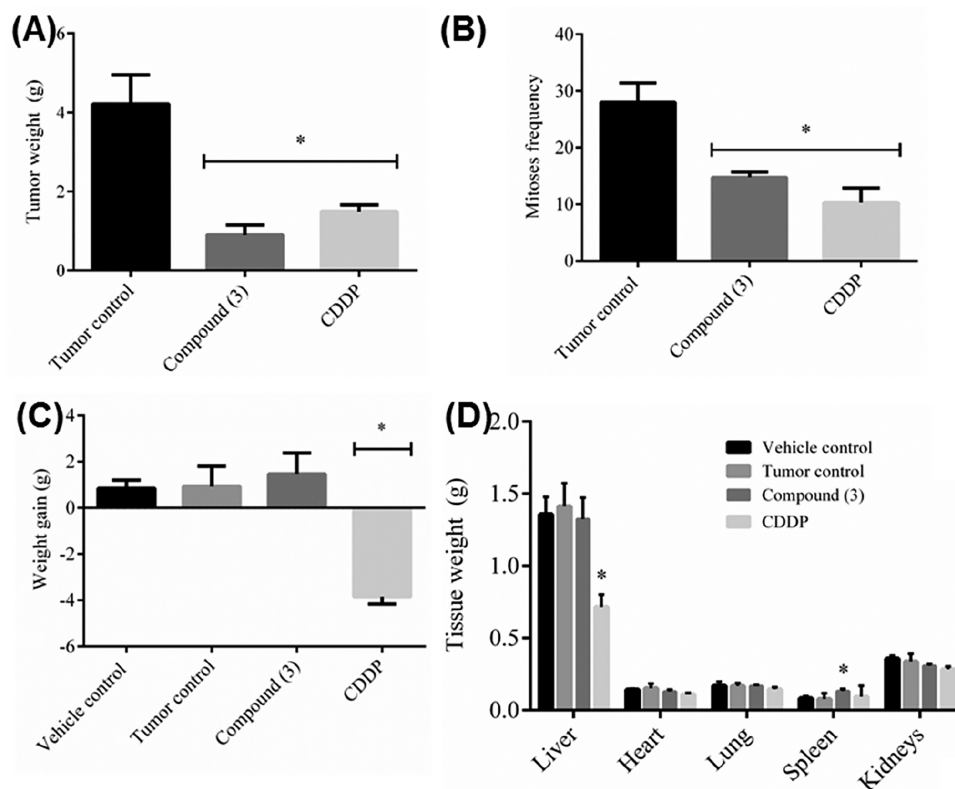 (A)
Tumor weight (g)
6
4
2
0
*
Tumor control
Compound (3)
CDDP
(B)
Mitoses frequency
40
30
20
10
0
*
Tumor control
Compound (3)
CDDP
(C)
Weight gain (g)
4
2
0
-2
-4
-6
*
Vehicle control
Tumor control
Compound (3)
CDDP
(D)
Tissue weight (g)
2.0
1.5
1.0
0.5
0.0
Vehicle control
Tumor control
Compound (3)
CDDP
*
*
Liver
Heart
Lung
Spleen
Kidneys